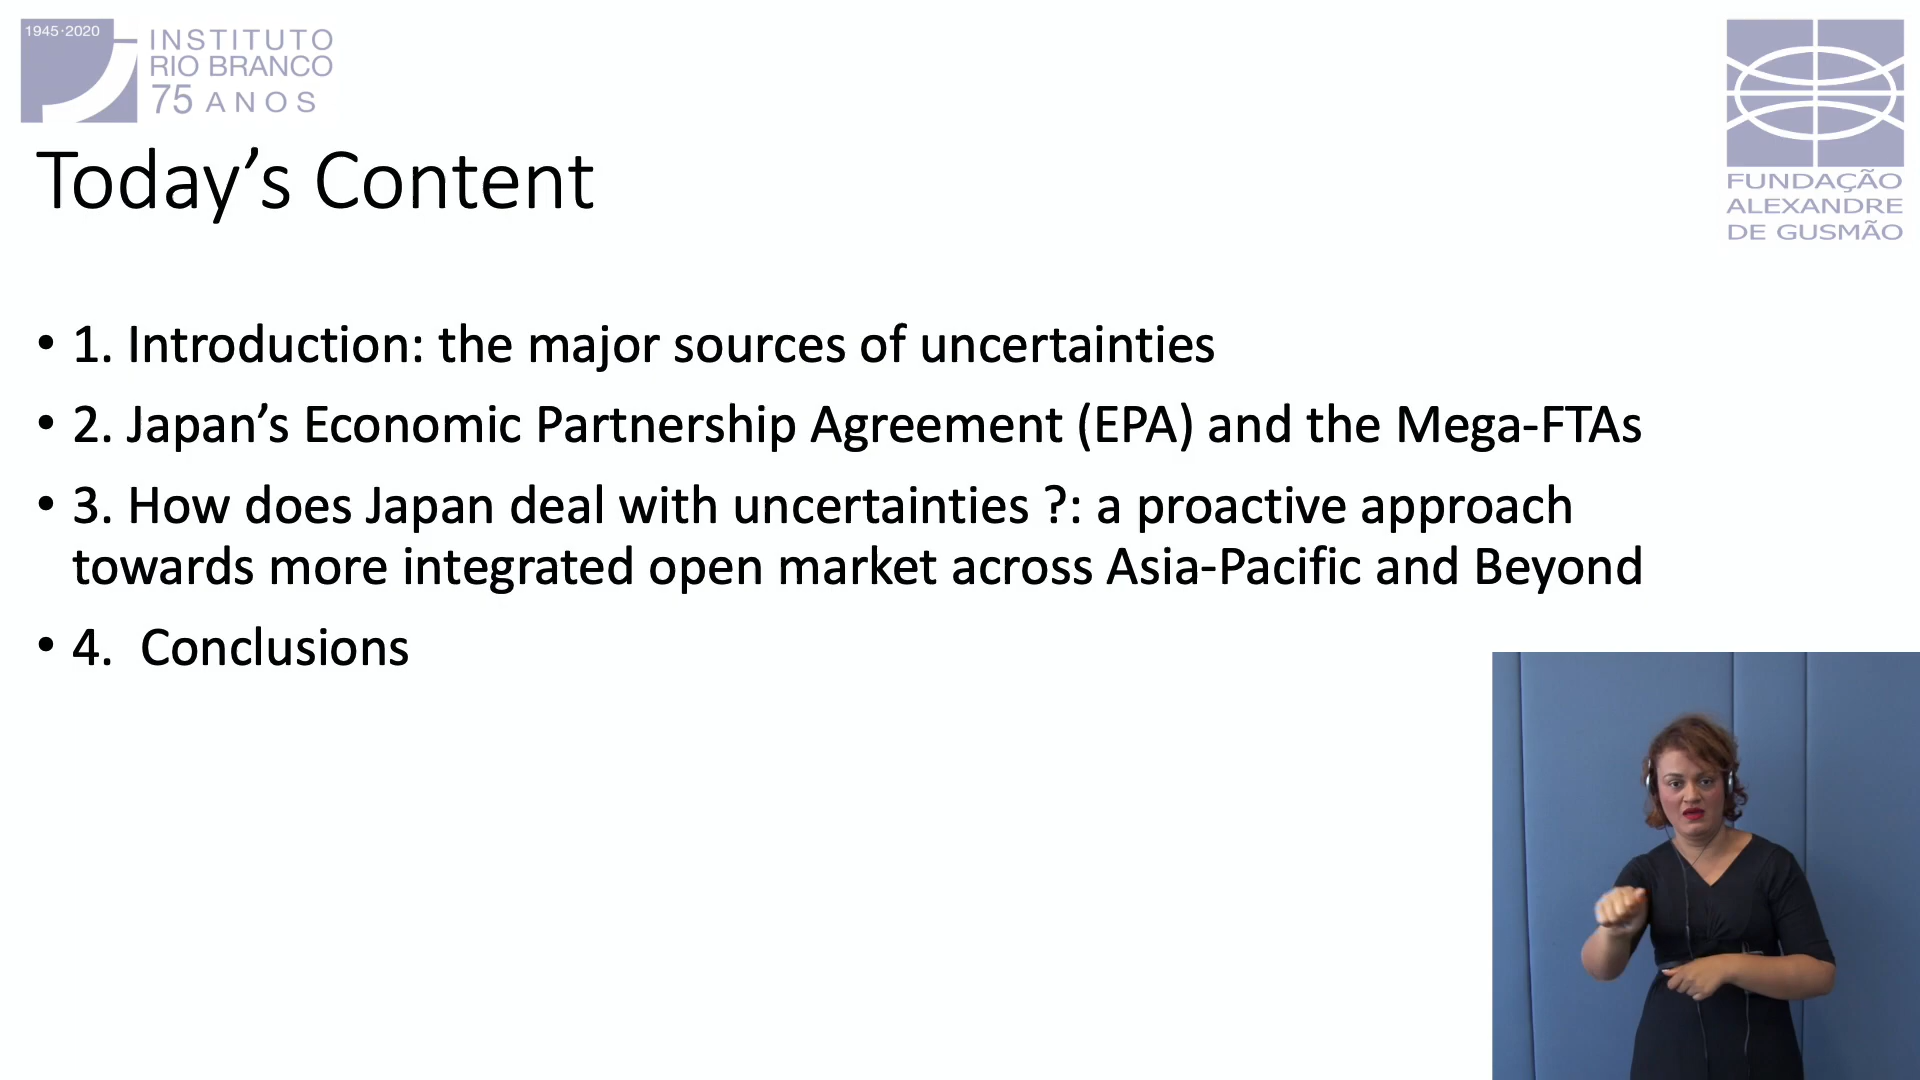 1945·2020
INSTITUTO
RIO BRANCO
75 ANOS
FUNDAÇÃO
ALEXANDRE
DE GUSMÃO
Today’s Content
• 1. Introduction: the major sources of uncertainties
• 2. Japan’s Economic Partnership Agreement (EPA) and the Mega-FTAs
• 3. How does Japan deal with uncertainties ?: a proactive approach
towards more integrated open market across Asia-Pacific and Beyond
• 4.  Conclusions